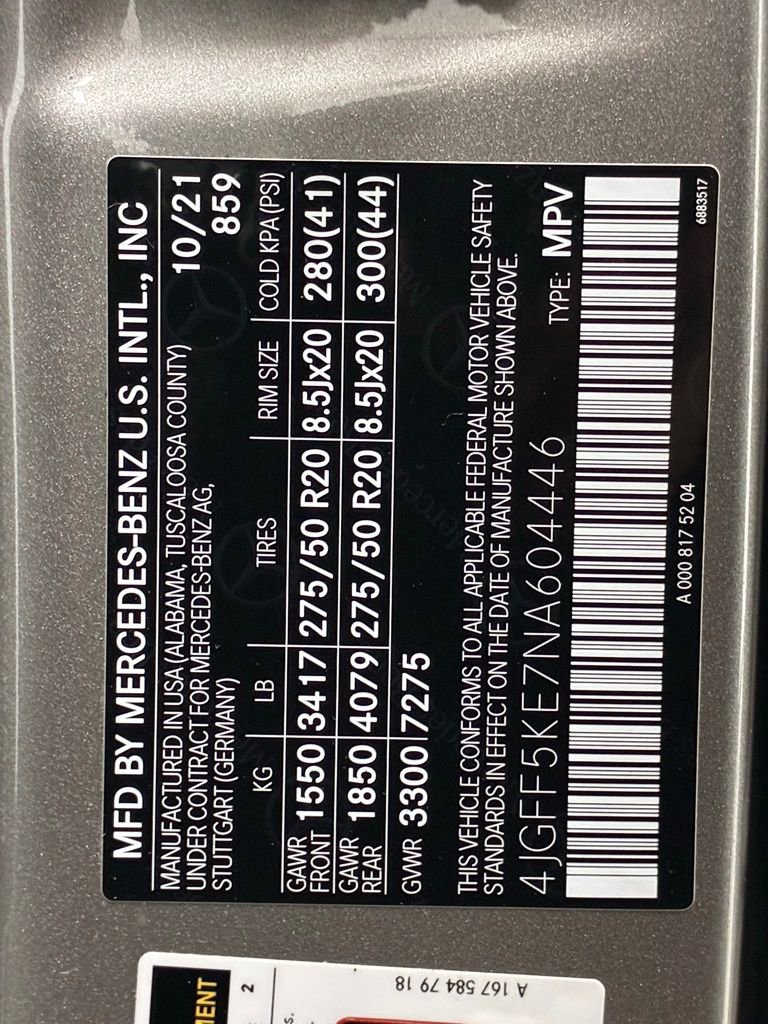 MFD BY MERCEDES-BENZ U.S. INTL., INC
MANUFACTURED IN USA (ALABAMA, TUSCALOOSA COUNTY) 10/21
UNDER CONTRACT FOR MERCEDES-BENZ AG, 859
STUTTGART (GERMANY)
KG LB TIRES RIM SIZE COLD KPA (PSI)
GAWR FRONT 1550 3417 275/50 R20 8.5Jx20 280(41)
GAWR REAR 1850 4079 275/50 R20 8.5Jx20 300(44)
GVWR 3300 7275
THIS VEHICLE CONFORMS TO ALL APPLICABLE FEDERAL MOTOR VEHICLE SAFETY
STANDARDS IN EFFECT ON THE DATE OF MANUFACTURE SHOWN ABOVE.
4JGFF5KE7NA604446 TYPE: MPV
A 000 817 52 04
6883517
A 167 584 79 18
2